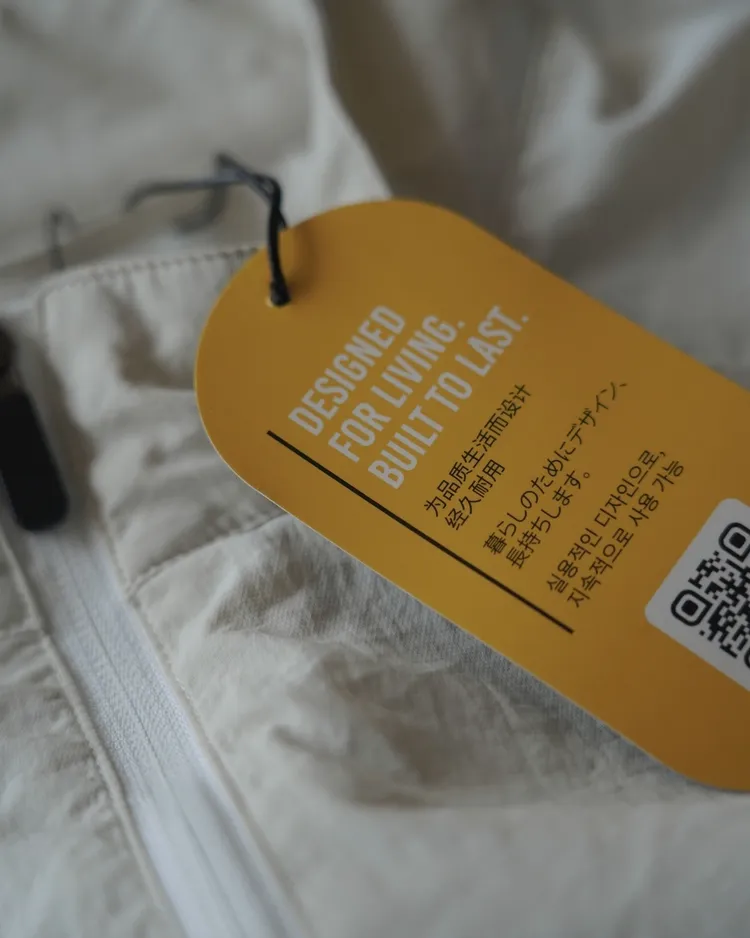 DESIGNED
FOR LIVING.
BUILT TO LAST.
为品质生活而设计
经久耐用
暮らしのためにデザイン、
長持ちします。
실용적인 디자인으로,
지속적으로 사용 가능